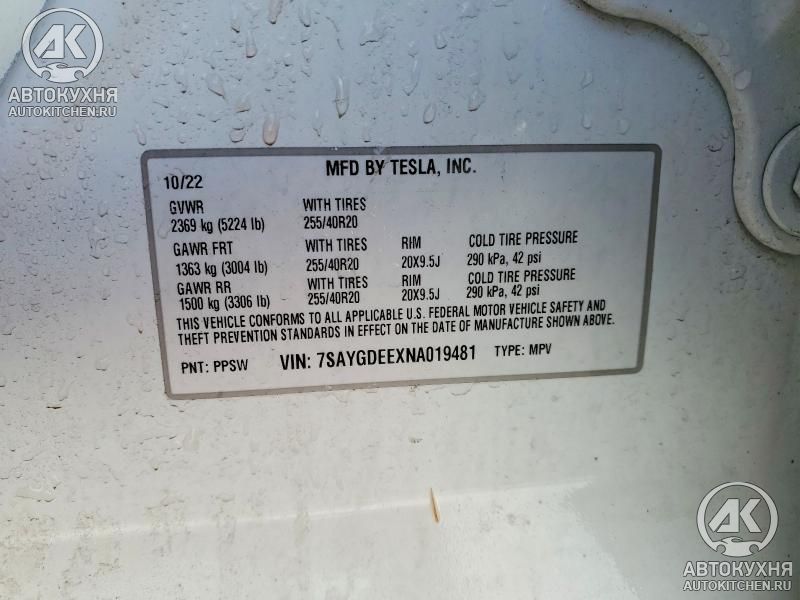 АК
АВТОКУХНЯ
AUTOKITCHEN.RU
MFD BY TESLA, INC.
10/22
GVWR WITH TIRES
2369 kg (5224 lb) 255/40R20
GAWR FRT WITH TIRES RIM COLD TIRE PRESSURE
1363 kg (3004 lb) 255/40R20 20X9.5J 290 kPa, 42 psi
GAWR RR WITH TIRES RIM COLD TIRE PRESSURE
1500 kg (3306 lb) 255/40R20 20X9.5J 290 kPa, 42 psi
THIS VEHICLE CONFORMS TO ALL APPLICABLE U.S. FEDERAL MOTOR VEHICLE SAFETY AND
THEFT PREVENTION STANDARDS IN EFFECT ON THE DATE OF MANUFACTURE SHOWN ABOVE.
PNT: PPSW VIN: 7SAYGDEEXNA019481 TYPE: MPV
АК
АВТОКУХНЯ
AUTOKITCHEN.RU